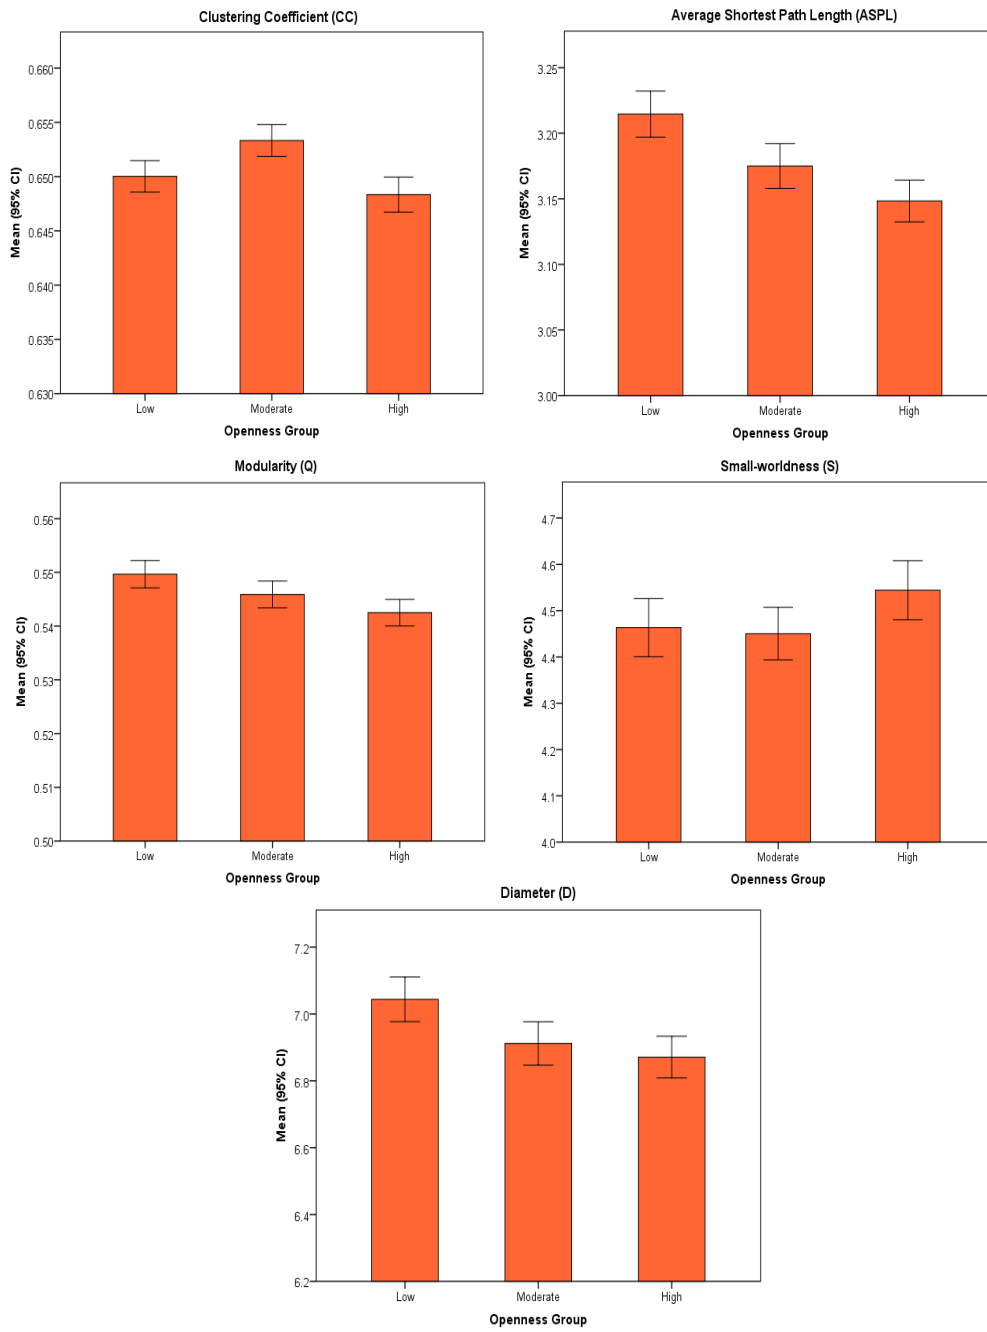 Clustering Coefficient (CC)
Mean (95% CI)
0.660
0.655
0.650
0.645
0.640
0.635
0.630
Low Moderate High
Openness Group
Average Shortest Path Length (ASPL)
Mean (95% CI)
3.25
3.20
3.15
3.10
3.05
3.00
Low Moderate High
Openness Group
Modularity (Q)
Mean (95% CI)
0.56
0.55
0.54
0.53
0.52
0.51
0.50
Low Moderate High
Openness Group
Small-worldness (S)
Mean (95% CI)
4.7
4.6
4.5
4.4
4.3
4.2
4.1
4.0
Low Moderate High
Openness Group
Diameter (D)
Mean (95% CI)
7.2
7.0
6.8
6.6
6.4
6.2
Low Moderate High
Openness Group